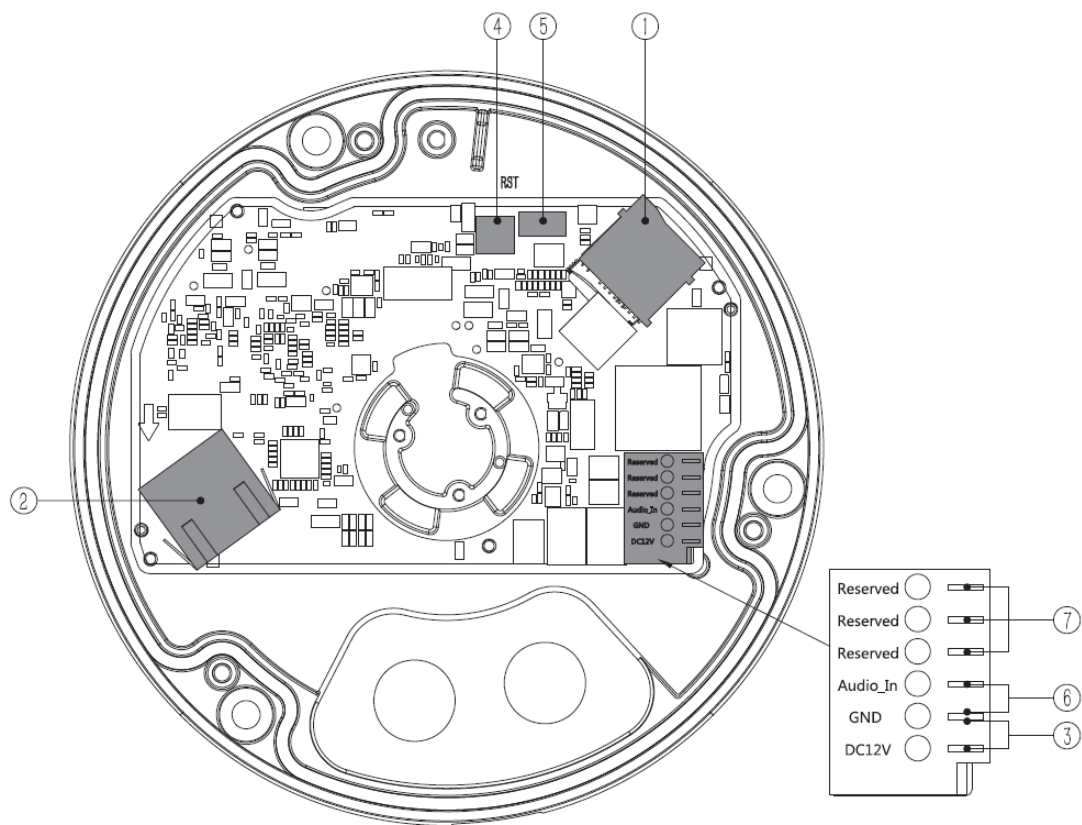 ④ ⑤ ①
RST
②
Reserved
Reserved
Reserved
Audio_In
GND
DC12V
Reserved
Reserved ⑦
Reserved
Audio_In
⑥
GND
③
DC12V